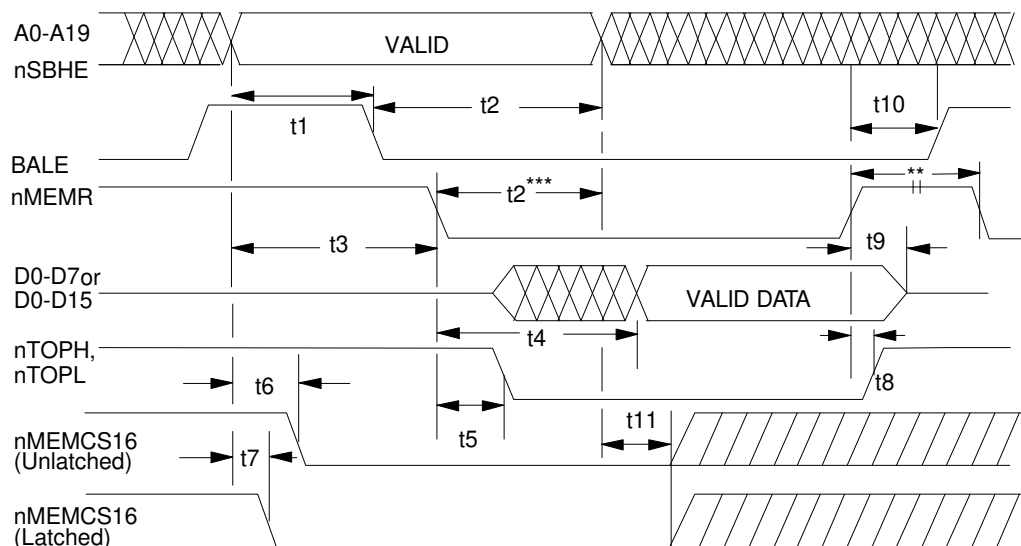 A0-A19
VALID
nSBHE
t1
t2
t10
BALE
nMEMR
t2***
**
t3
t9
D0-D7or
D0-D15
VALID DATA
t4
nTOPH,
nTOPL
t6
t8
t5
t11
nMEMCS16
(Unlatched)
t7
nMEMCS16
(Latched)